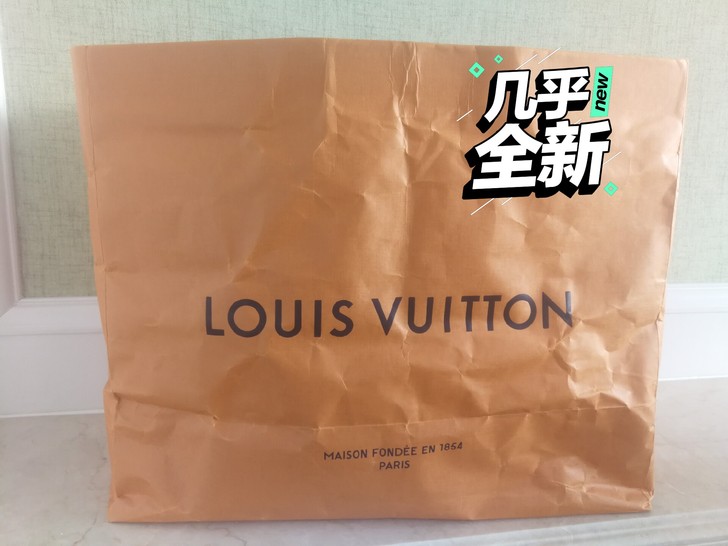 几乎
new
全新
LOUIS VUITTON
MAISON FONDÉE EN 1854
PARIS